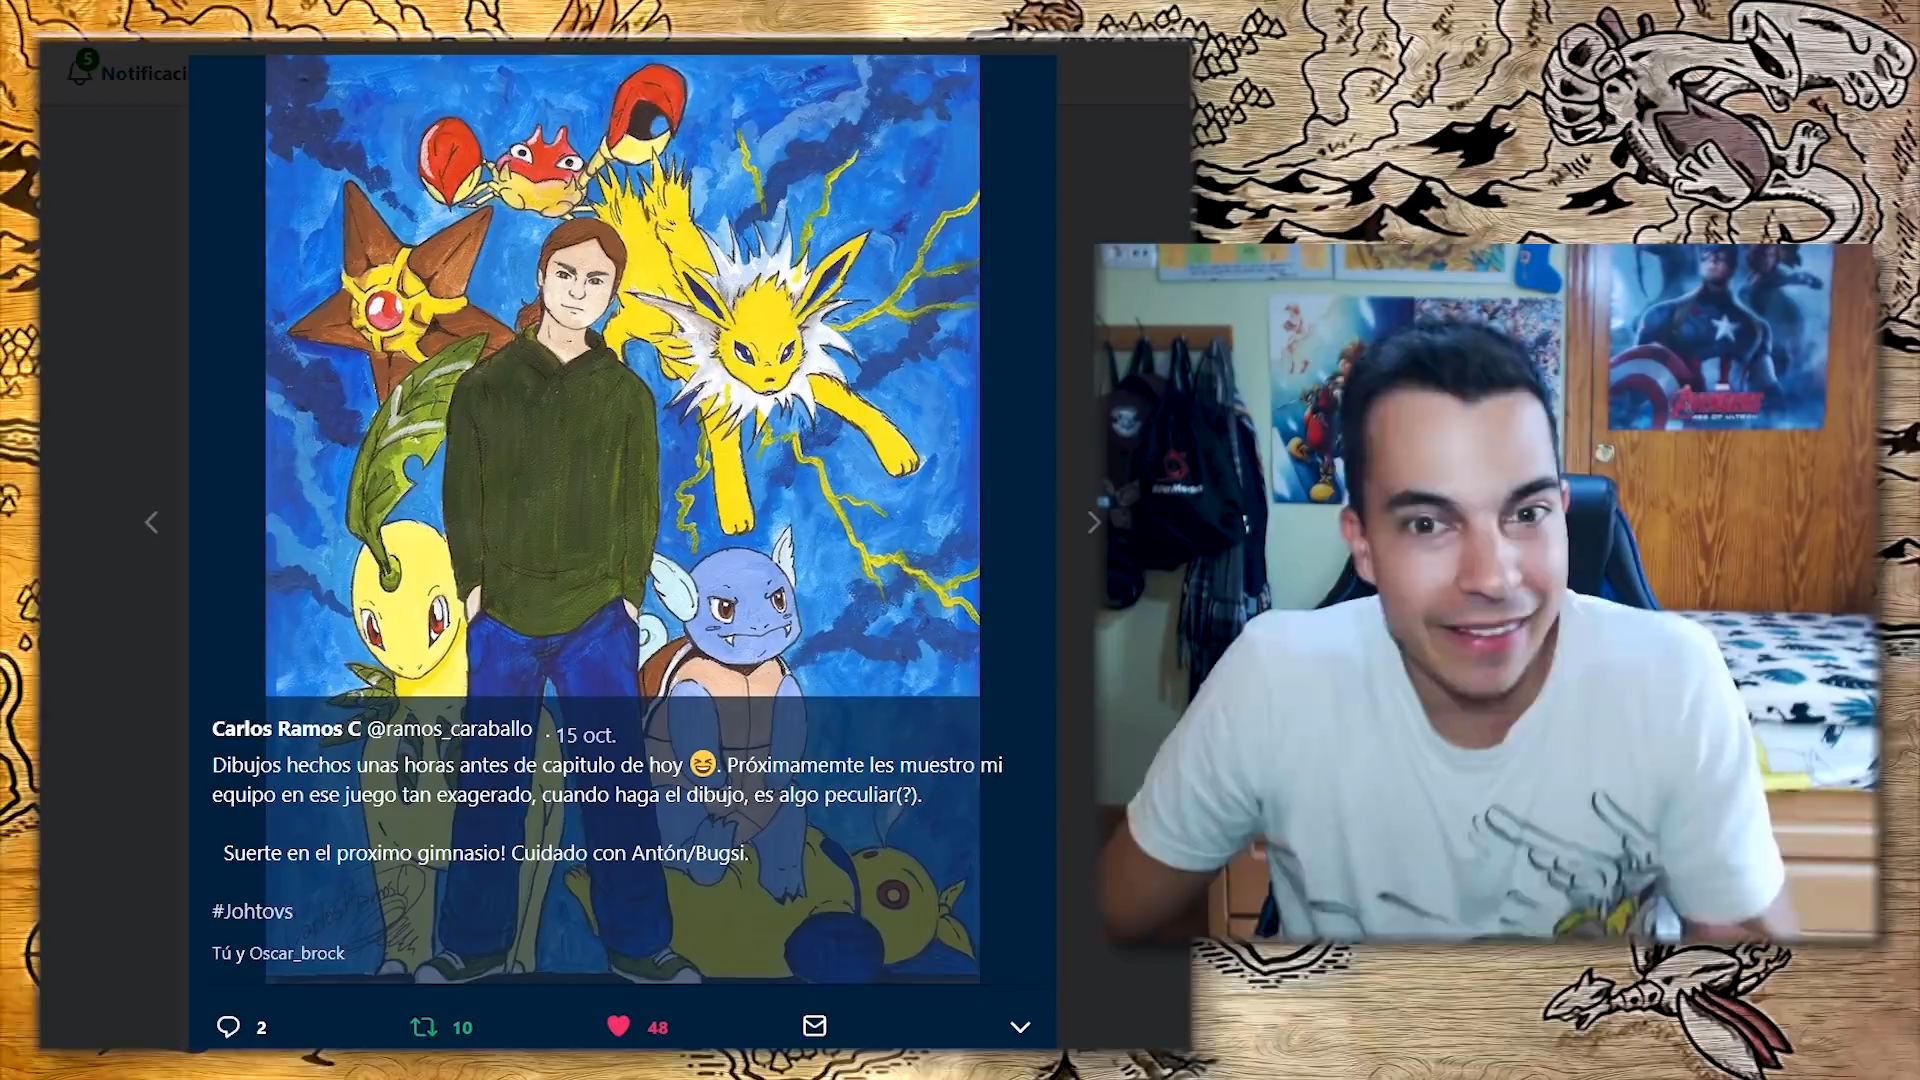 5
Notificaci
Carlos Ramos C @ramos_caraballo · 15 oct.
Dibujos hechos unas horas antes de capitulo de hoy 😆. Próximamemte les muestro mi
equipo en ese juego tan exagerado, cuando haga el dibujo, es algo peculiar(?).
Suerte en el proximo gimnasio! Cuidado con Antón/Bugsi.
#Johtovs
Tú y Oscar_brock
2
10
48